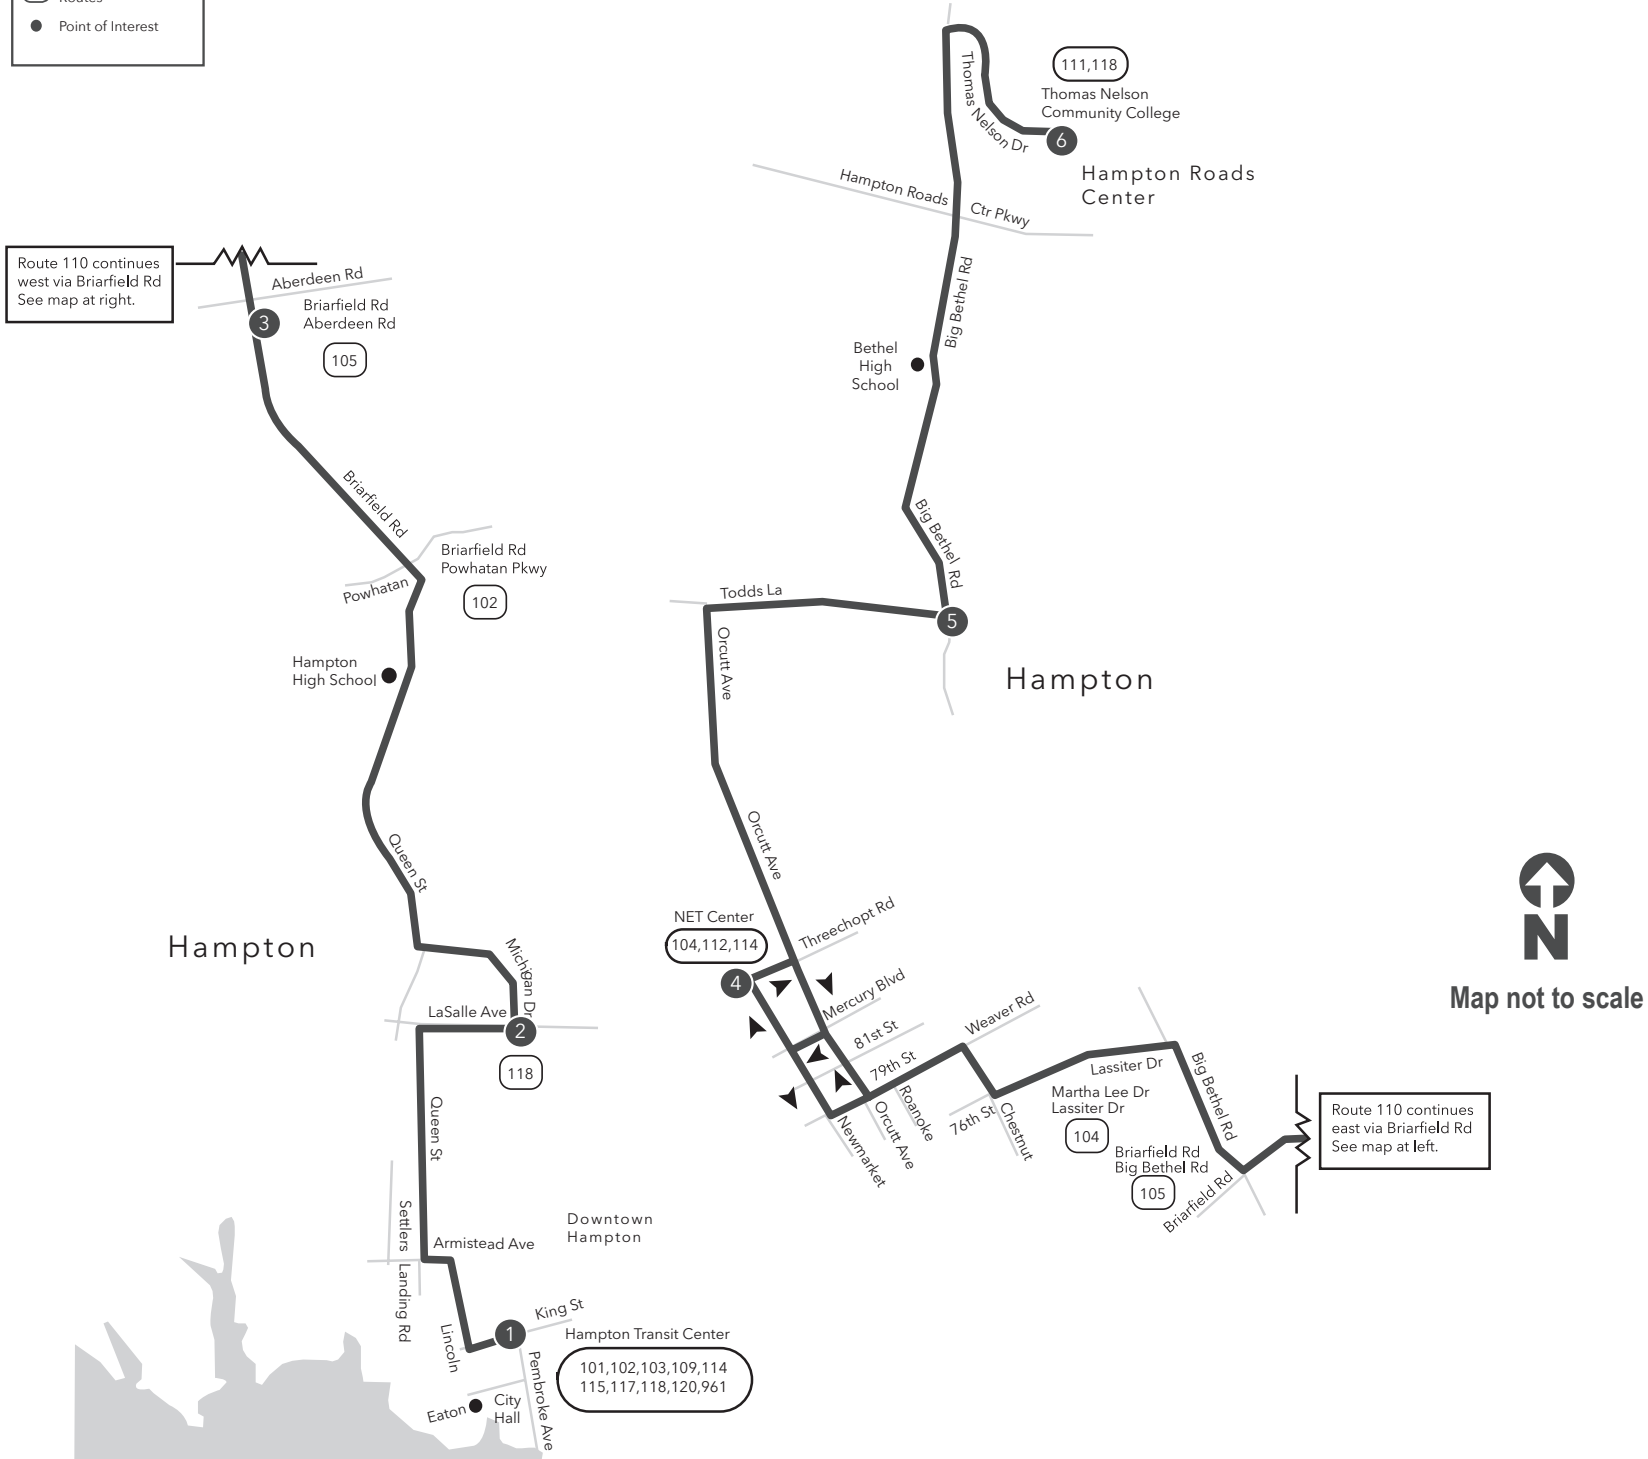 Routes
Point of Interest
111,118
Thomas Nelson
Community College
6
Thomas Nelson Dr
Hampton Roads
Center
Hampton Roads Ctr Pkwy
Big Bethel Rd
Bethel
High
School
Big Bethel Rd
Todds La
5
Orcutt Ave
Hampton
Orcutt Ave
Route 110 continues
west via Briarfield Rd
See map at right.
Aberdeen Rd
3
Briarfield Rd
Aberdeen Rd
105
Briarfield Rd
Briarfield Rd
Powhatan Pkwy
Powhatan
102
Hampton
High School
Queen St
Hampton
Michigan Dr
LaSalle Ave
2
118
Queen St
Settlers Landing Rd
Armistead Ave
Downtown
Hampton
Lincoln
King St
1
Hampton Transit Center
101,102,103,109,114
115,117,118,120,961
Pembroke Ave
Eaton
City
Hall
NET Center
104,112,114
4
Threechopt Rd
Mercury Blvd
81st St
79th St
Weaver Rd
Roanoke
Orcutt Ave
Newmarket
76th St
Chestnut
Lassiter Dr
Martha Lee Dr
Lassiter Dr
104
Big Bethel Rd
Briarfield Rd
Big Bethel Rd
105
Briarfield Rd
Route 110 continues
east via Briarfield Rd
See map at left.
N
Map not to scale